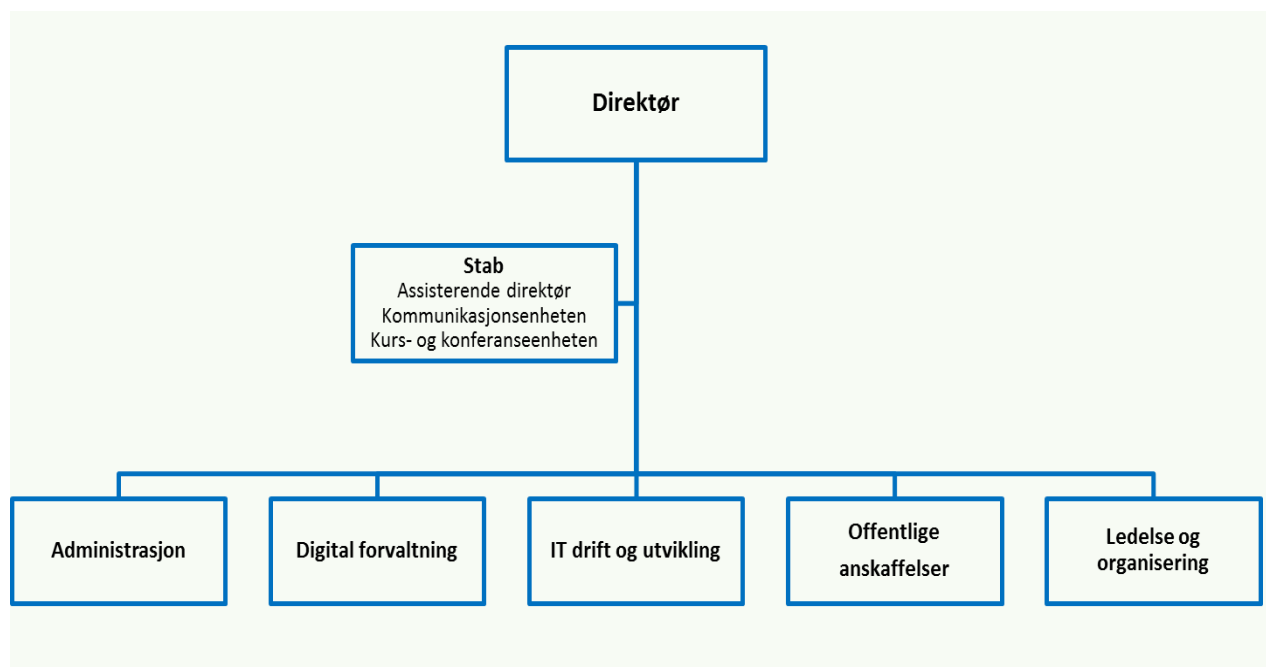 Direktør
Stab
Assisterende direktør
Kommunikasjonsenheten
Kurs- og konferanseenheten
Administrasjon
Digital forvaltning
IT drift og utvikling
Offentlige
anskaffelser
Ledelse og
organisering